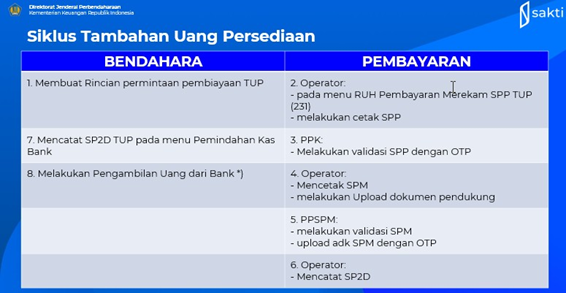 Direktorat Jenderal Perbendaharaan
Kementerian Keuangan Republik Indonesia
sakti
Siklus Tambahan Uang Persediaan
BENDAHARA
PEMBAYARAN
1. Membuat Rincian permintaan pembiayaan TUP
2. Operator:
- pada menu RUH Pembayaran Merekam SPP TUP
(231)
- melakukan cetak SPP
7. Mencatat SP2D TUP pada menu Pemindahan Kas
Bank
3. PPK:
- Melakukan validasi SPP dengan OTP
8. Melakukan Pengambilan Uang dari Bank *)
4. Operator:
- Mencetak SPM
- melakukan Upload dokumen pendukung
5. PPSPM:
- melakukan validasi SPM
- upload adk SPM dengan OTP
6. Operator:
- Mencatat SP2D